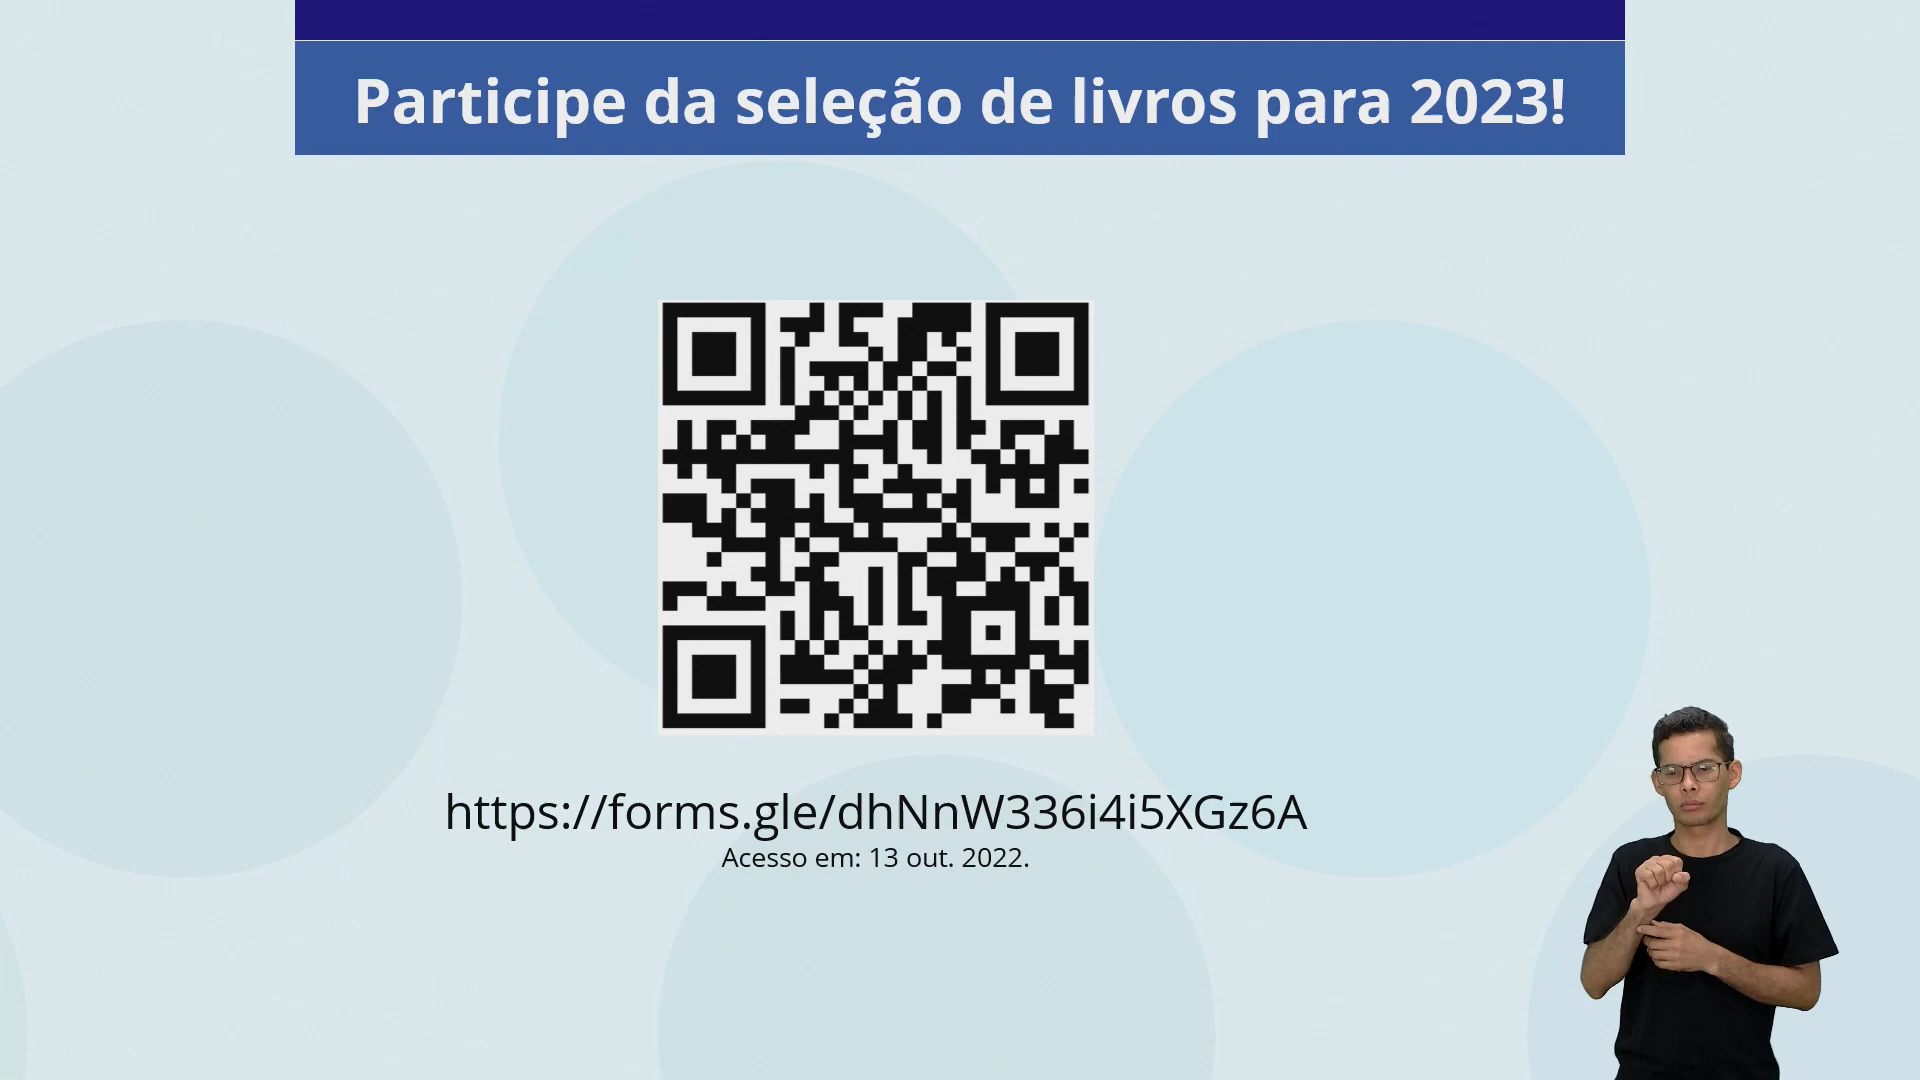 Participe da seleção de livros para 2023!
https://forms.gle/dhNnW336i4i5XGz6A
Acesso em: 13 out. 2022.